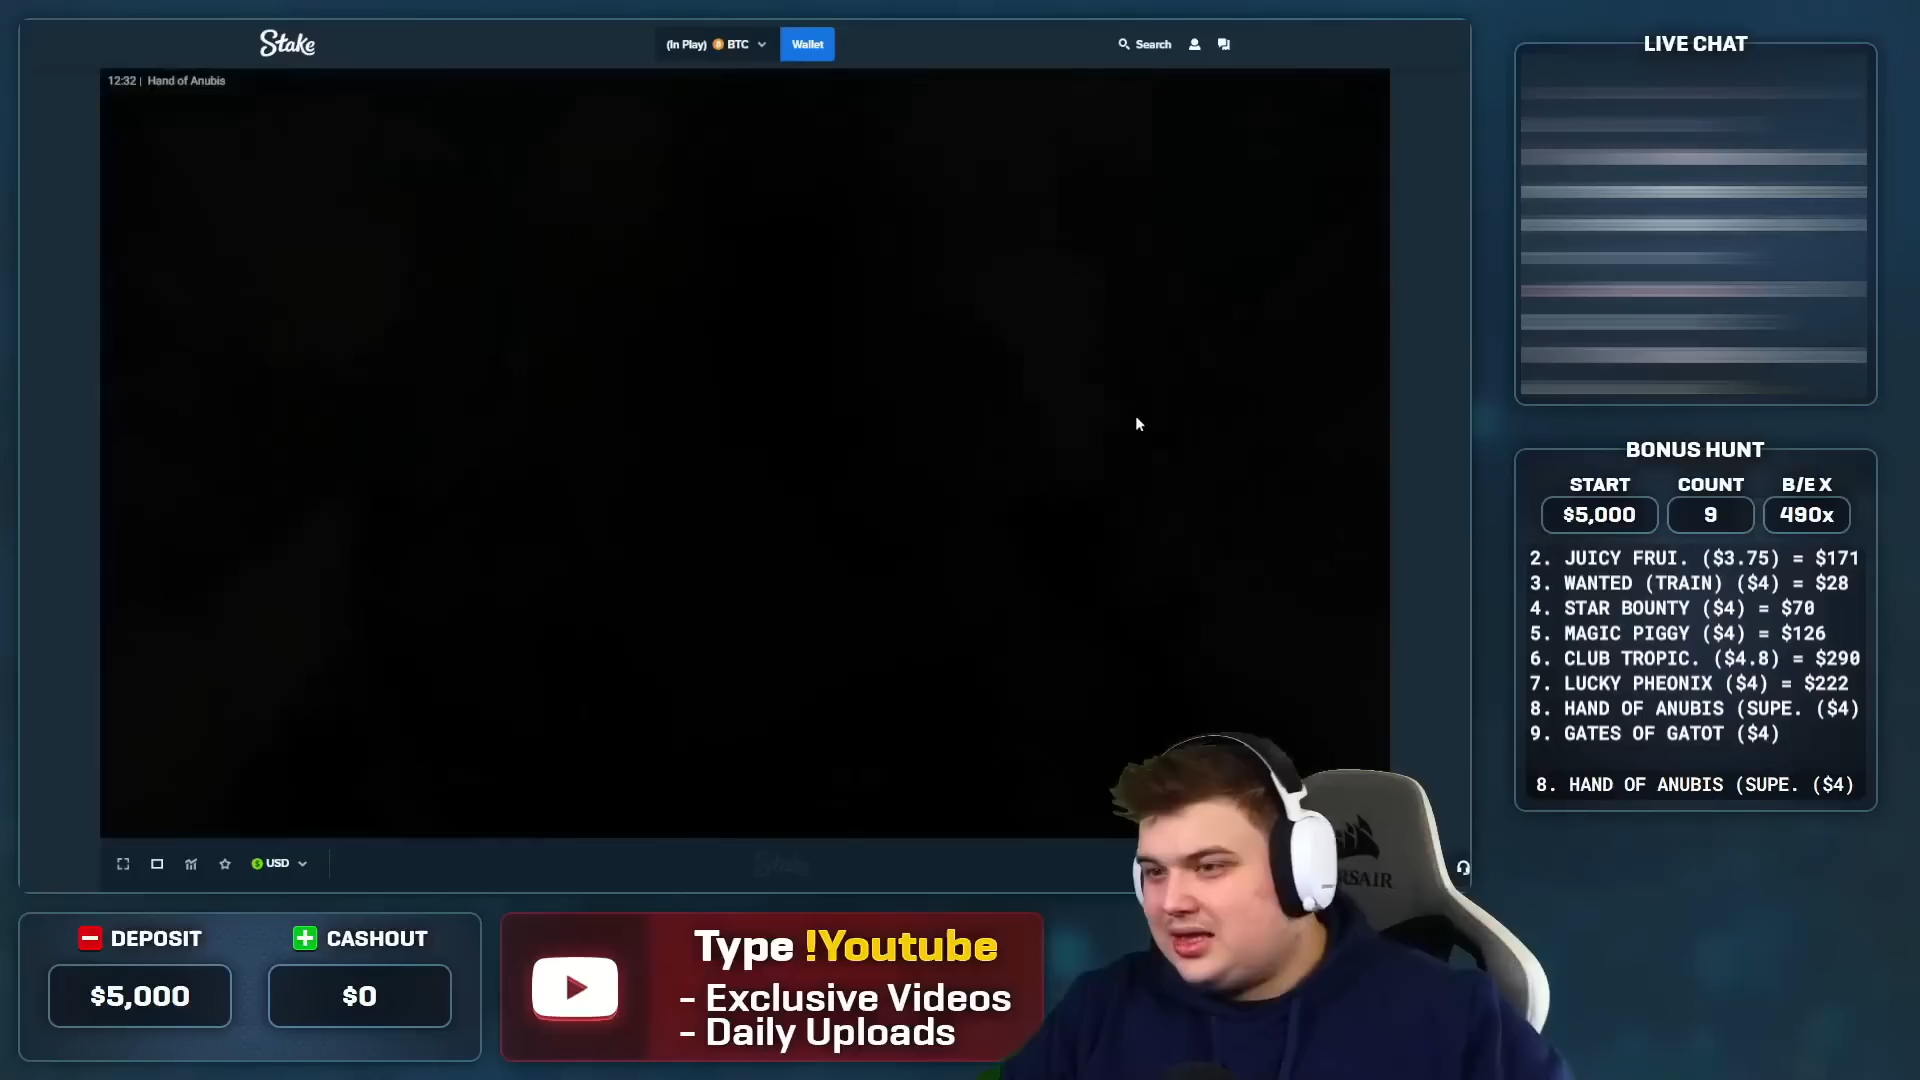 Stake
(In Play) BTC
Wallet
Search
12:32 | Hand of Anubis
USD
LIVE CHAT
BONUS HUNT
START COUNT B/E X
$5,000 9 490x
2. JUICY FRUI. ($3.75) = $171
3. WANTED (TRAIN) ($4) = $28
4. STAR BOUNTY ($4) = $70
5. MAGIC PIGGY ($4) = $126
6. CLUB TROPIC. ($4.8) = $290
7. LUCKY PHEONIX ($4) = $222
8. HAND OF ANUBIS (SUPE. ($4)
9. GATES OF GATOT ($4)
8. HAND OF ANUBIS (SUPE. ($4)
DEPOSIT CASHOUT
$5,000 $0
Type !Youtube
- Exclusive Videos
- Daily Uploads